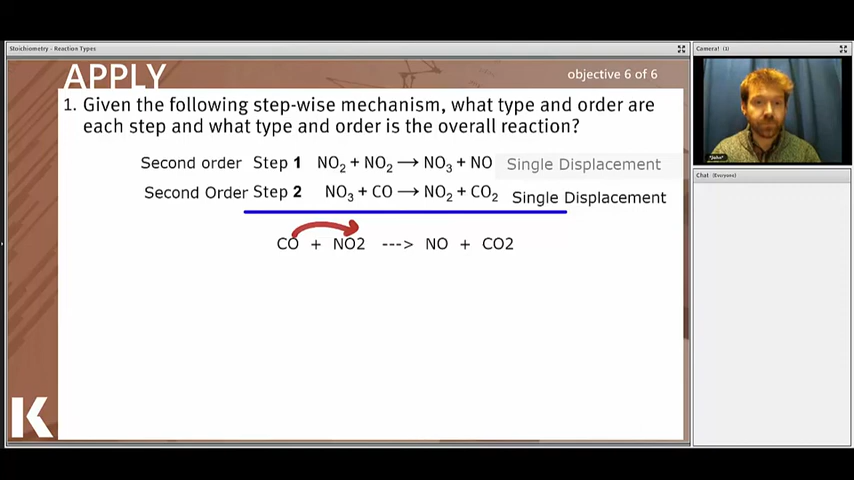 Stoichiometry - Reaction Types
Camera! (1)
APPLY
objective 6 of 6
1. Given the following step-wise mechanism, what type and order are
each step and what type and order is the overall reaction?
Second order Step 1 NO₂ + NO₂ → NO₃ + NO Single Displacement
Second Order Step 2 NO₃ + CO → NO₂ + CO₂ Single Displacement
CO + NO2 ---> NO + CO2
K
"John"
Chat (Everyone)